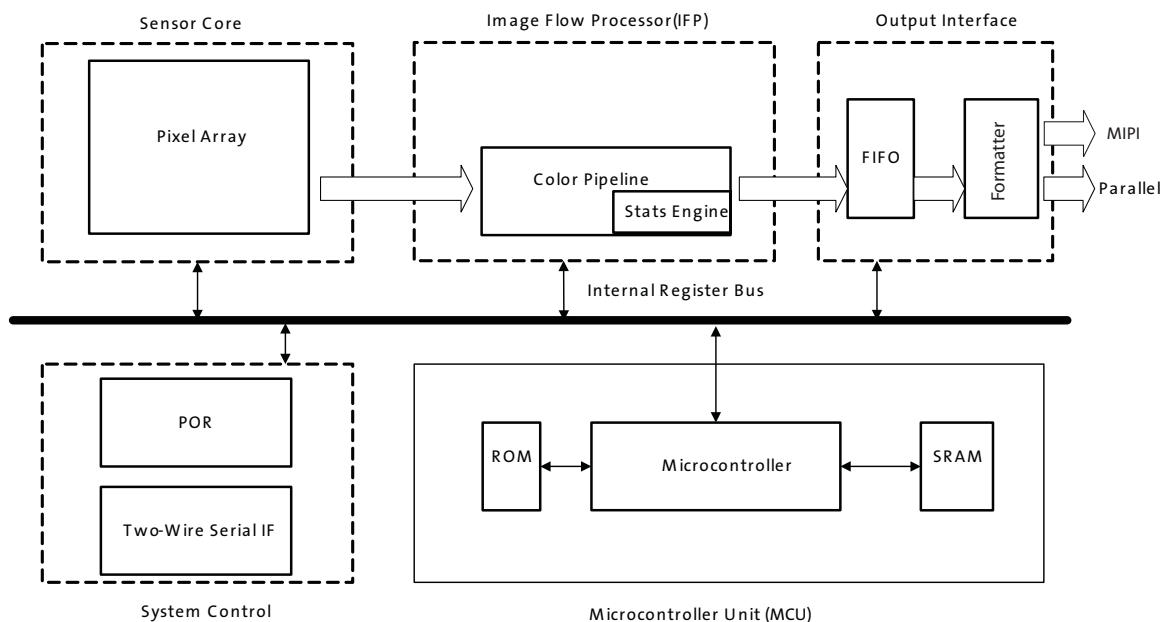 Sensor Core
Image Flow Processor(IFP)
Output Interface
Pixel Array
Color Pipeline
Stats Engine
FIFO
Formatter
MIPI
Parallel
Internal Register Bus
POR
Two-Wire Serial IF
ROM
Microcontroller
SRAM
System Control
Microcontroller Unit (MCU)